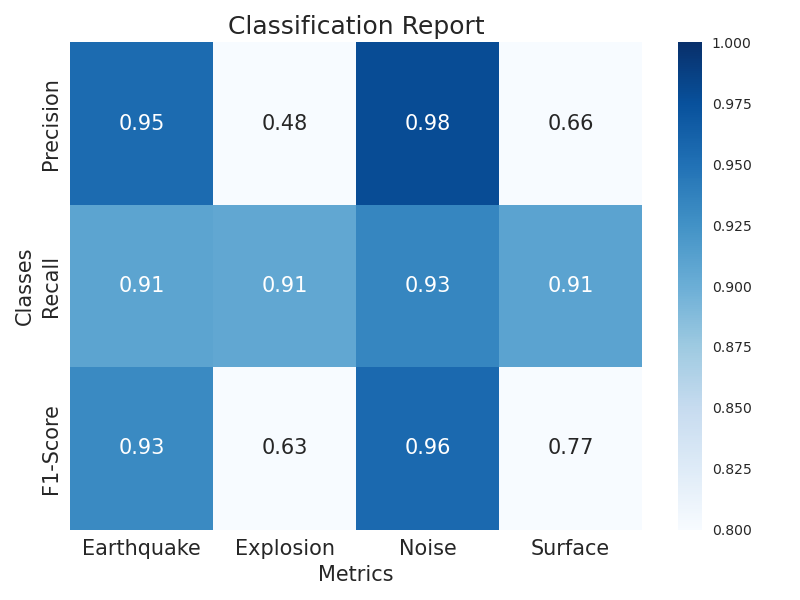 Classification Report
Classes
Precision
0.95 0.48 0.98 0.66
Recall
0.91 0.91 0.93 0.91
F1-Score
0.93 0.63 0.96 0.77
Earthquake Explosion Noise Surface
Metrics
1.000
0.975
0.950
0.925
0.900
0.875
0.850
0.825
0.800